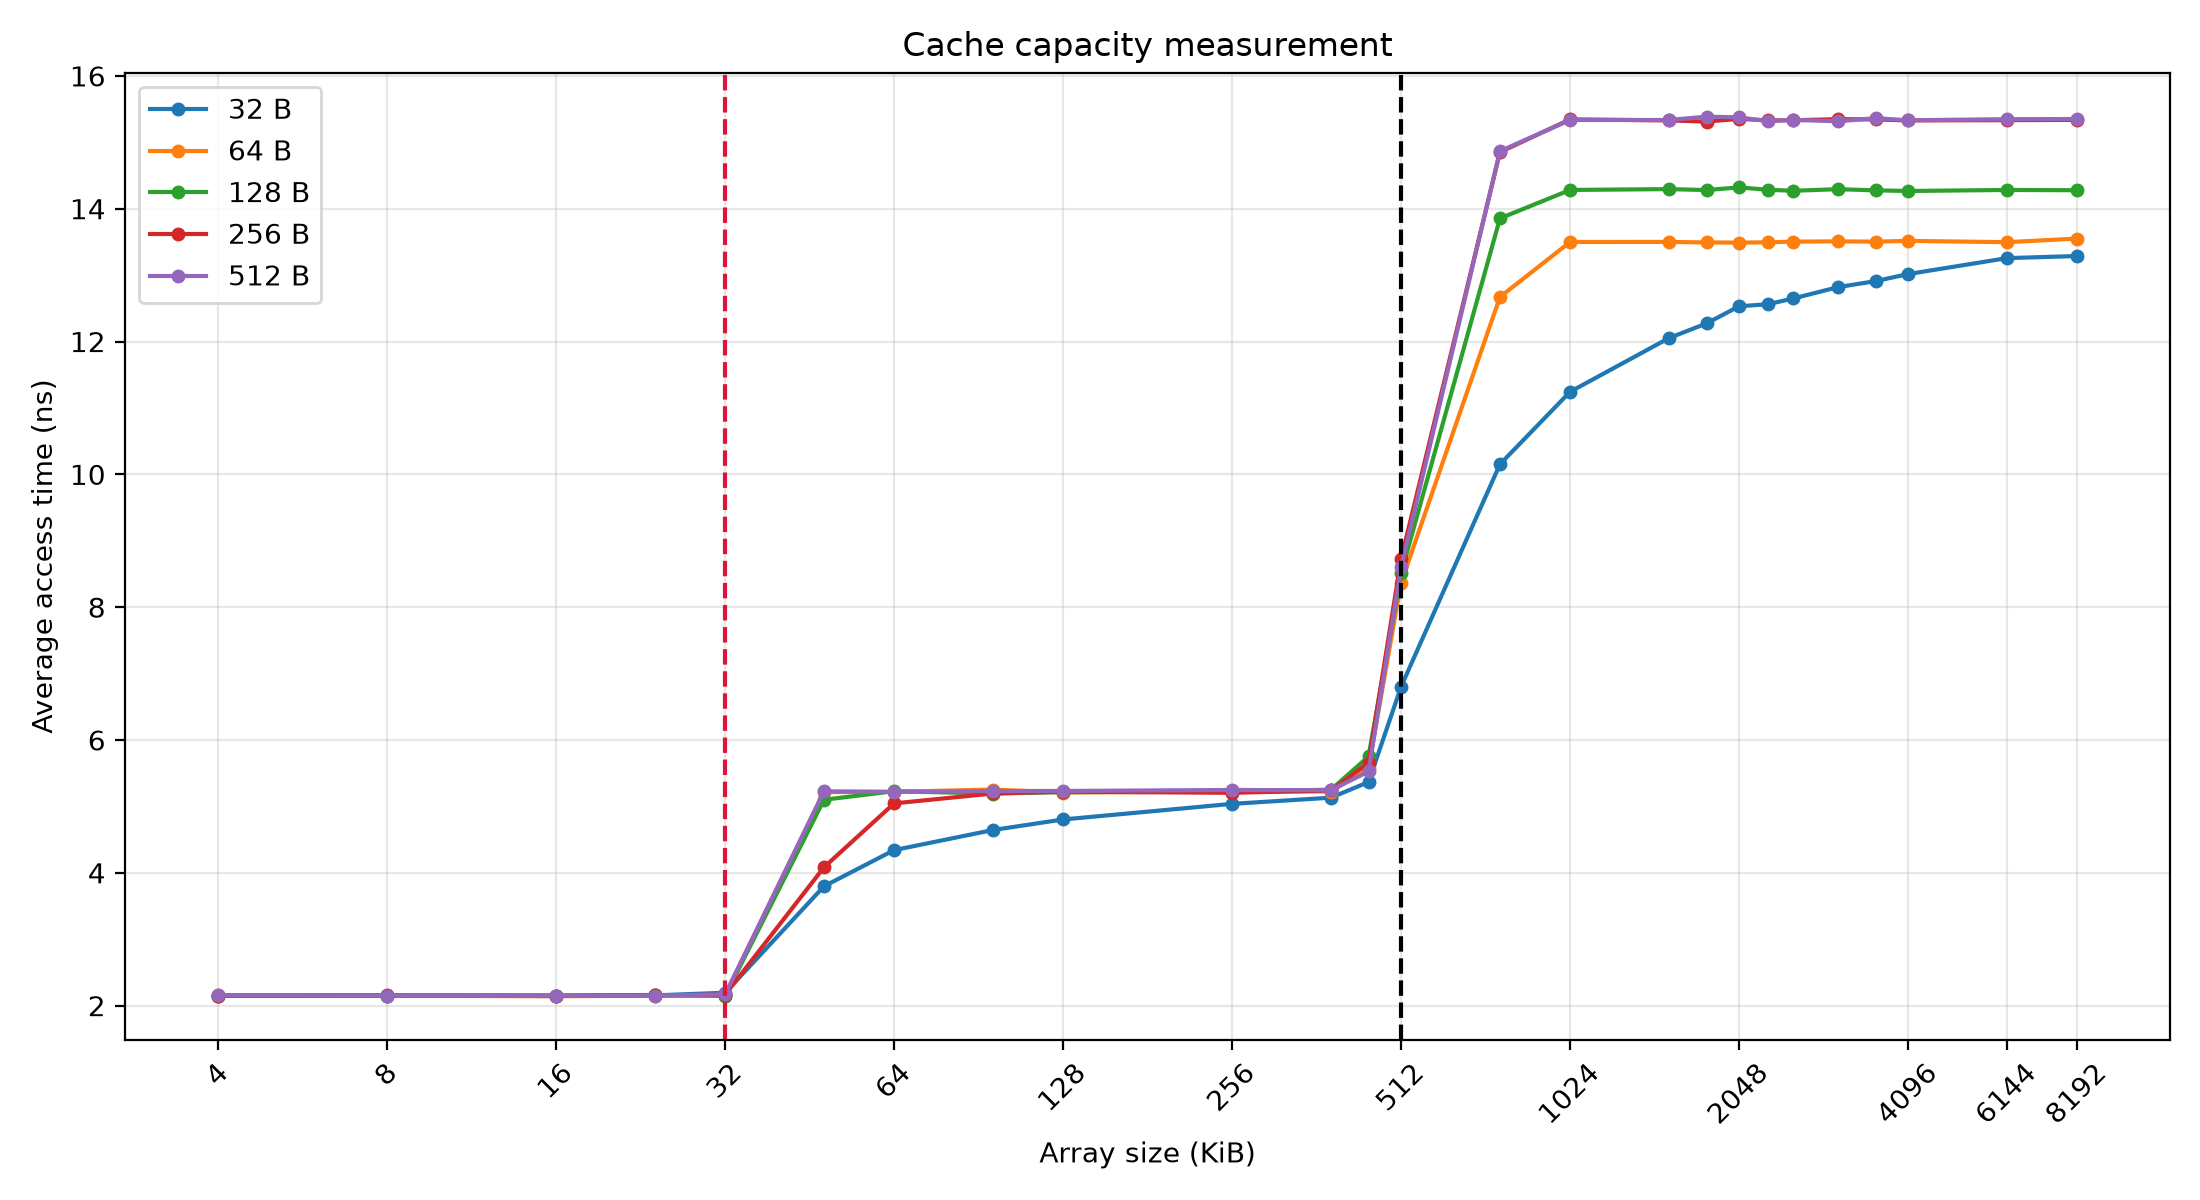 Cache capacity measurement
32 B
64 B
128 B
256 B
512 B
Average access time (ns)
16
14
12
10
8
6
4
2
4
8
16
32
64
128
256
512
1024
2048
4096
6144
8192
Array size (KiB)